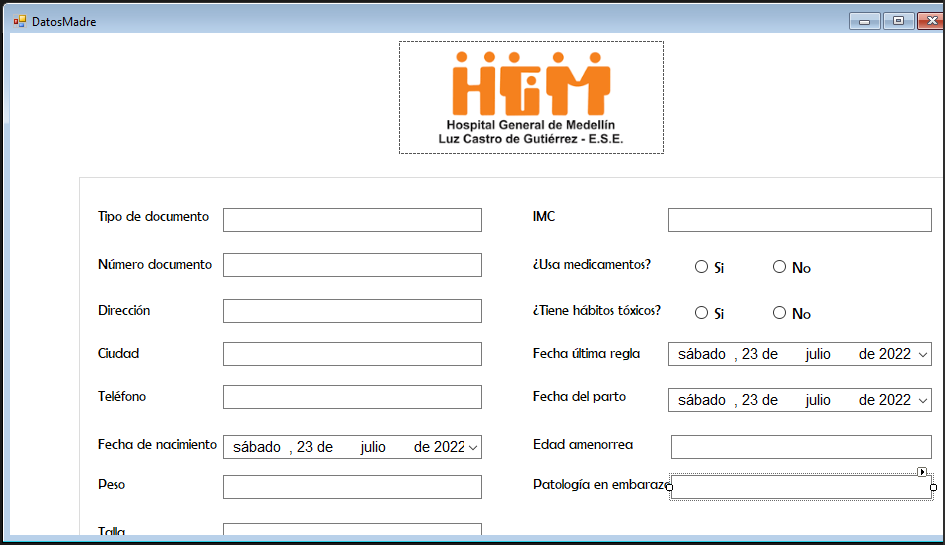 DatosMadre
HGM
Hospital General de Medellín
Luz Castro de Gutiérrez - E.S.E.
Tipo de documento
Número documento
Dirección
Ciudad
Teléfono
Fecha de nacimiento sábado , 23 de julio de 2022
Peso
Talla
IMC
¿Usa medicamentos? Si No
¿Tiene hábitos tóxicos? Si No
Fecha última regla sábado , 23 de julio de 2022
Fecha del parto sábado , 23 de julio de 2022
Edad amenorrea
Patología en embarazo